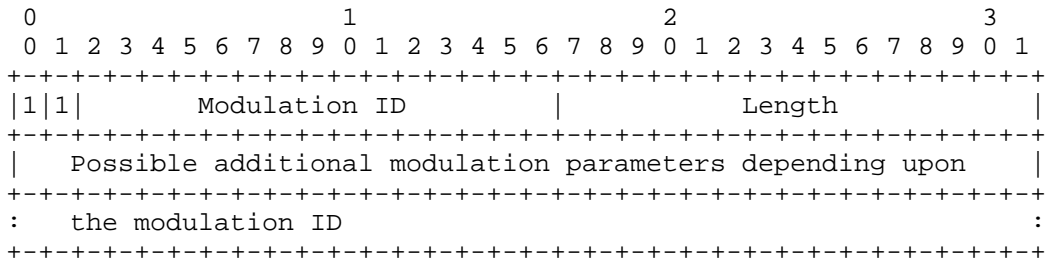 0                   1                   2                   3
 0 1 2 3 4 5 6 7 8 9 0 1 2 3 4 5 6 7 8 9 0 1 2 3 4 5 6 7 8 9 0 1
+-+-+-+-+-+-+-+-+-+-+-+-+-+-+-+-+-+-+-+-+-+-+-+-+-+-+-+-+-+-+-+-+
|1|1|       Modulation ID         |           Length            |
+-+-+-+-+-+-+-+-+-+-+-+-+-+-+-+-+-+-+-+-+-+-+-+-+-+-+-+-+-+-+-+-+
|   Possible additional modulation parameters depending upon    |
+-+-+-+-+-+-+-+-+-+-+-+-+-+-+-+-+-+-+-+-+-+-+-+-+-+-+-+-+-+-+-+-+
:   the modulation ID                                           :
+-+-+-+-+-+-+-+-+-+-+-+-+-+-+-+-+-+-+-+-+-+-+-+-+-+-+-+-+-+-+-+-+